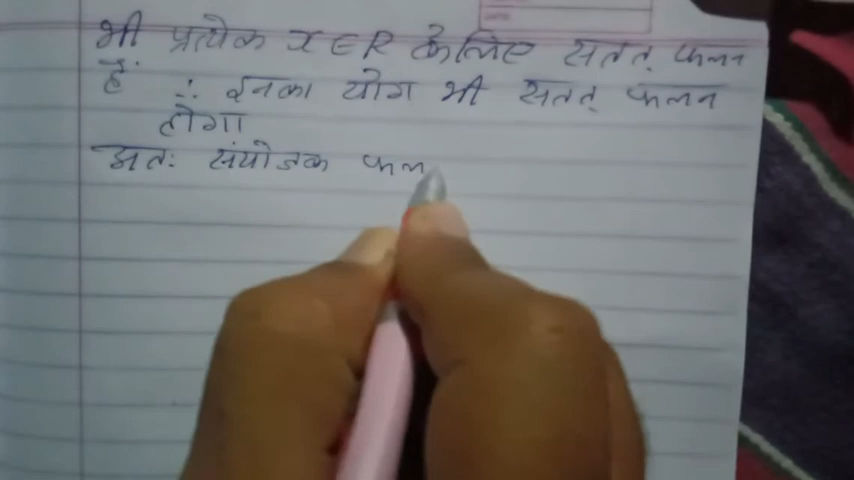 भी प्रत्येक x ∈ R के लिए सतत् फलन
हैं ∴ इनका योग भी सतत् फलन
होगा
अतः संयोजक फल